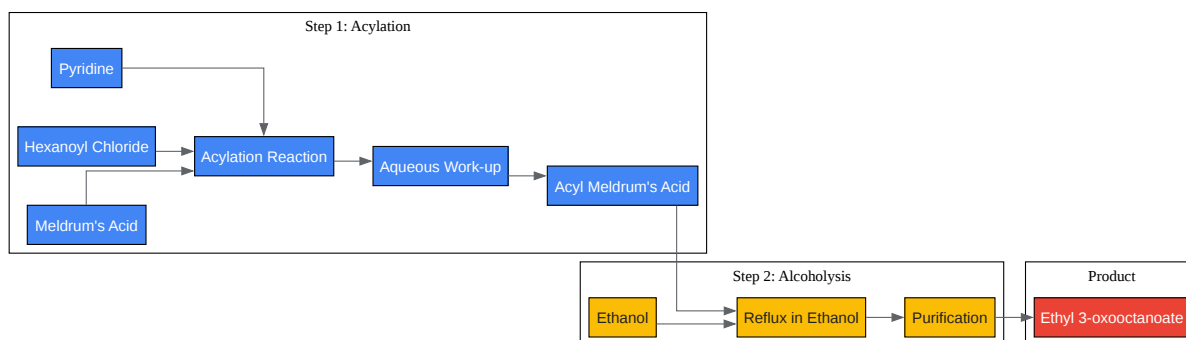 Step 1: Acylation
Pyridine
Hexanoyl Chloride
Meldrum's Acid
Acylation Reaction
Aqueous Work-up
Acyl Meldrum's Acid
Step 2: Alcoholysis
Ethanol
Reflux in Ethanol
Purification
Product
Ethyl 3-oxooctanoate